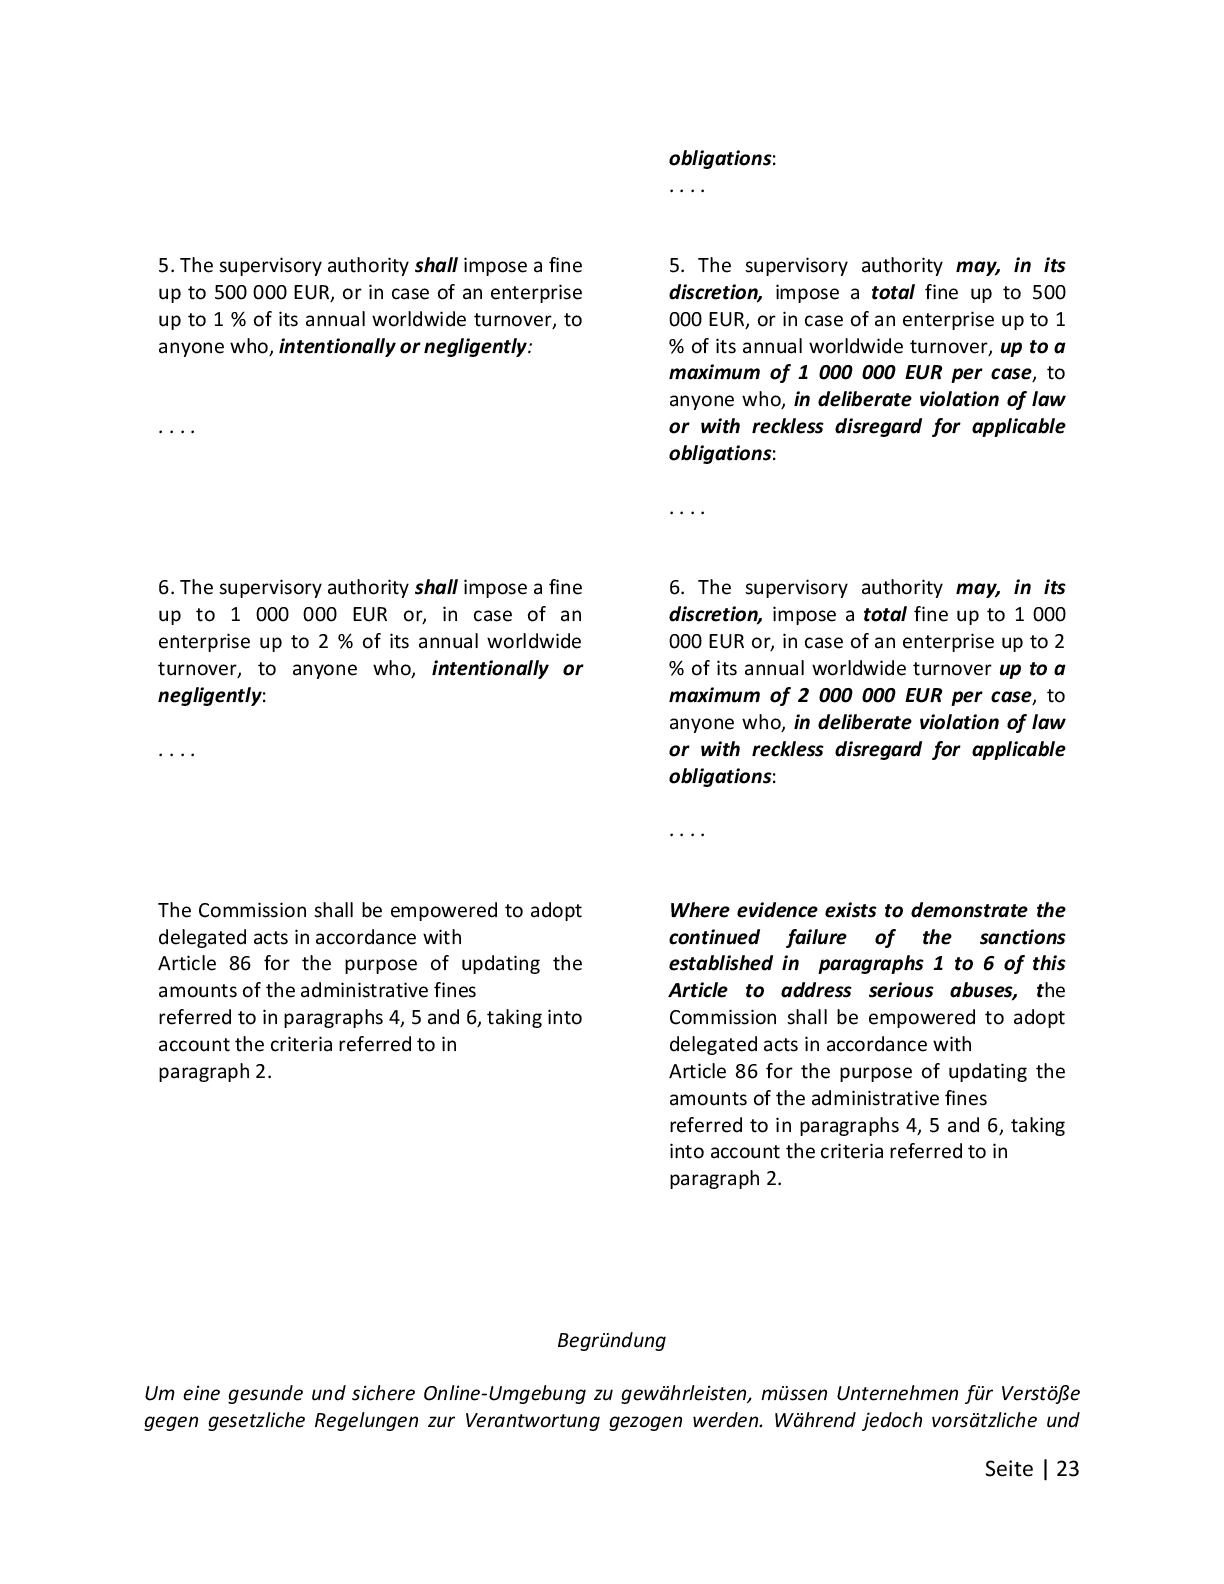 obligations:
. . . .
5. The supervisory authority shall impose a fine
up to 500 000 EUR, or in case of an enterprise
up to 1 % of its annual worldwide turnover, to
anyone who, intentionally or negligently:
. . . .
5. The supervisory authority may, in its
discretion, impose a total fine up to 500
000 EUR, or in case of an enterprise up to 1
% of its annual worldwide turnover, up to a
maximum of 1 000 000 EUR per case, to
anyone who, in deliberate violation of law
or with reckless disregard for applicable
obligations:
. . . .
6. The supervisory authority shall impose a fine
up to 1 000 000 EUR or, in case of an
enterprise up to 2 % of its annual worldwide
turnover, to anyone who, intentionally or
negligently:
. . . .
6. The supervisory authority may, in its
discretion, impose a total fine up to 1 000
000 EUR or, in case of an enterprise up to 2
% of its annual worldwide turnover up to a
maximum of 2 000 000 EUR per case, to
anyone who, in deliberate violation of law
or with reckless disregard for applicable
obligations:
. . . .
The Commission shall be empowered to adopt
delegated acts in accordance with
Article 86 for the purpose of updating the
amounts of the administrative fines
referred to in paragraphs 4, 5 and 6, taking into
account the criteria referred to in
paragraph 2.
Where evidence exists to demonstrate the
continued failure of the sanctions
established in paragraphs 1 to 6 of this
Article to address serious abuses, the
Commission shall be empowered to adopt
delegated acts in accordance with
Article 86 for the purpose of updating the
amounts of the administrative fines
referred to in paragraphs 4, 5 and 6, taking
into account the criteria referred to in
paragraph 2.
Begründung
Um eine gesunde und sichere Online-Umgebung zu gewährleisten, müssen Unternehmen für Verstöße
gegen gesetzliche Regelungen zur Verantwortung gezogen werden. Während jedoch vorsätzliche und
Seite | 23